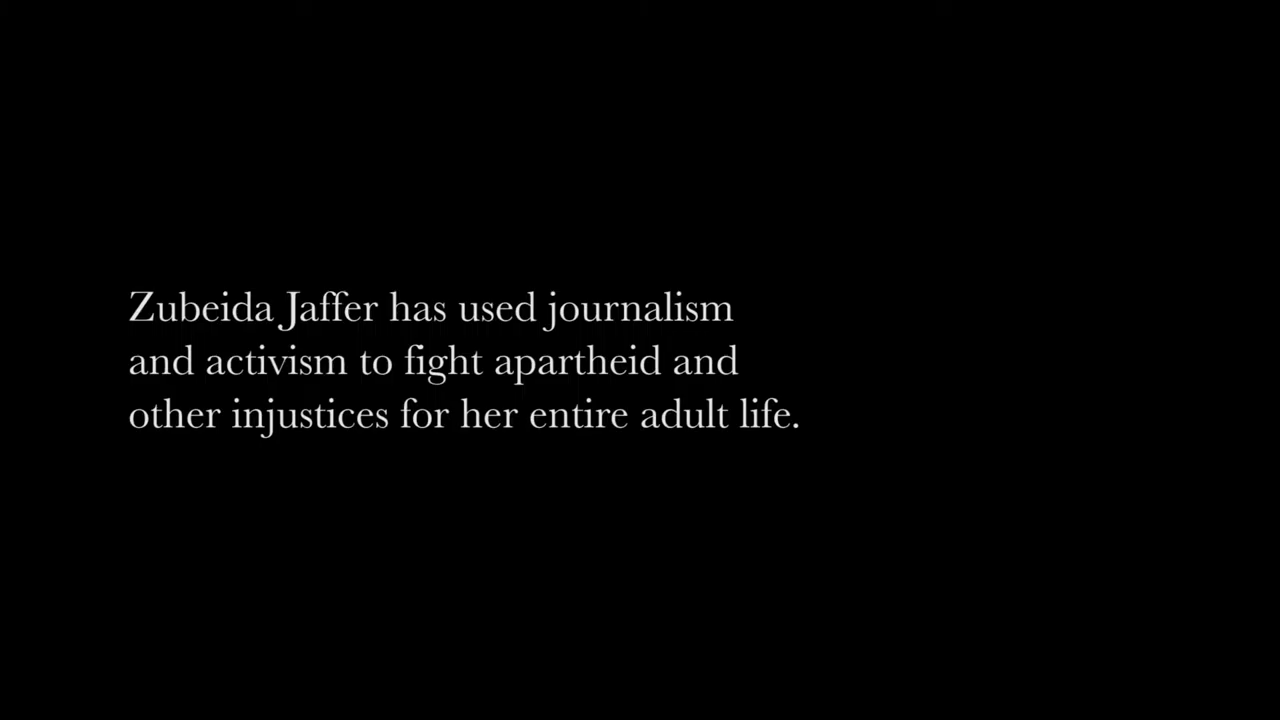 Zubeida Jaffer has used journalism
and activism to fight apartheid and
other injustices for her entire adult life.